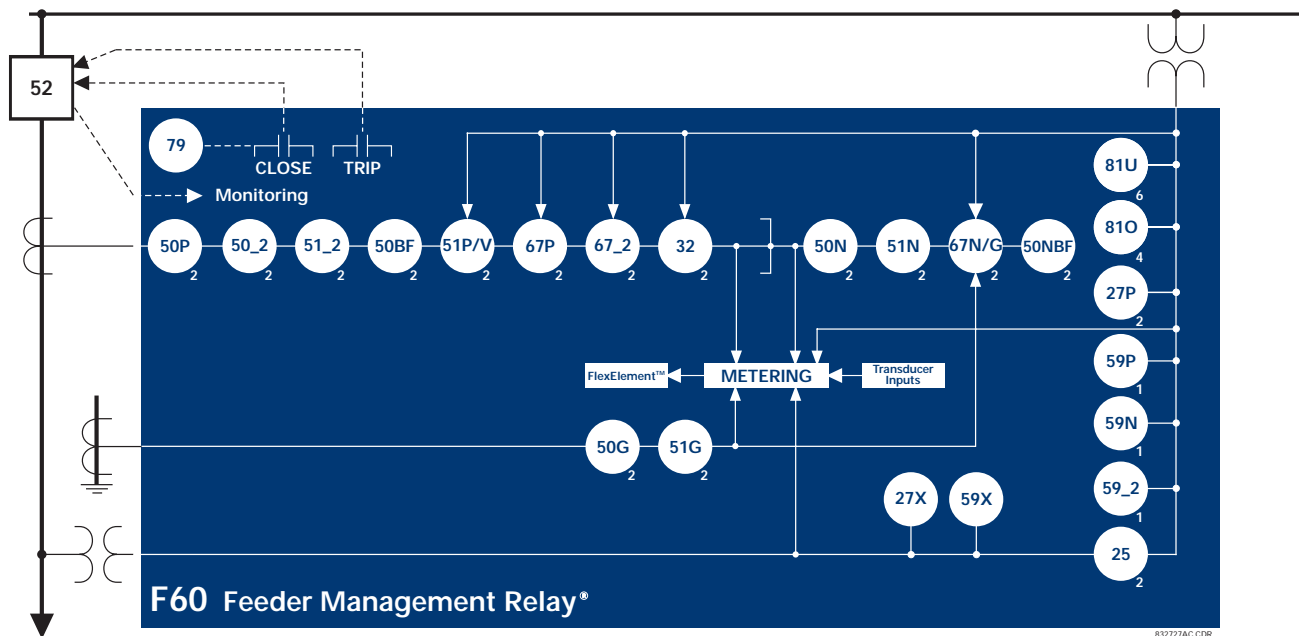 52
79
CLOSE
TRIP
Monitoring
81U
6
50P
2
50_2
2
51_2
2
50BF
2
51P/V
2
67P
2
67_2
2
32
2
50N
2
51N
2
67N/G
2
50NBF
2
81O
4
27P
2
FlexElement™
METERING
Transducer
Inputs
59P
1
59N
1
50G
2
51G
2
27X
59X
59_2
1
25
2
F60 Feeder Management Relay®
832727AC.CDR